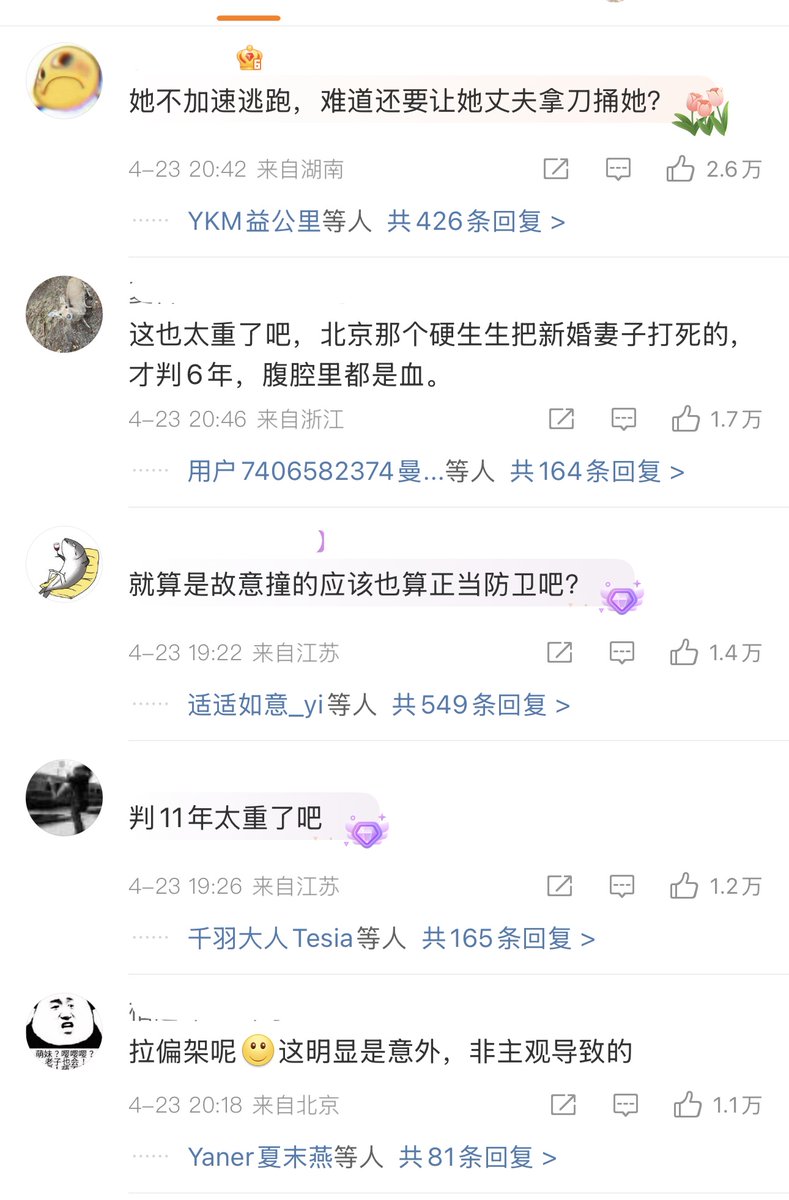 她不加速逃跑，难道还要让她丈夫拿刀捅她？
4-23 20:42 来自湖南
2.6万
YKM益公里等人 共426条回复 >
这也太重了吧，北京那个硬生生把新婚妻子打死的，
才判6年，腹腔里都是血。
4-23 20:46 来自浙江
1.7万
用户7406582374曼...等人 共164条回复 >
就算是故意撞的应该也算正当防卫吧？
4-23 19:22 来自江苏
1.4万
适适如意_yi等人 共549条回复 >
判11年太重了吧
4-23 19:26 来自江苏
1.2万
千羽大人Tesia等人 共165条回复 >
萌妹？嘤嘤嘤？
老子也会！
拉偏架呢这明显是意外，非主观导致的
4-23 20:18 来自北京
1.1万
Yaner夏末燕等人 共81条回复 >